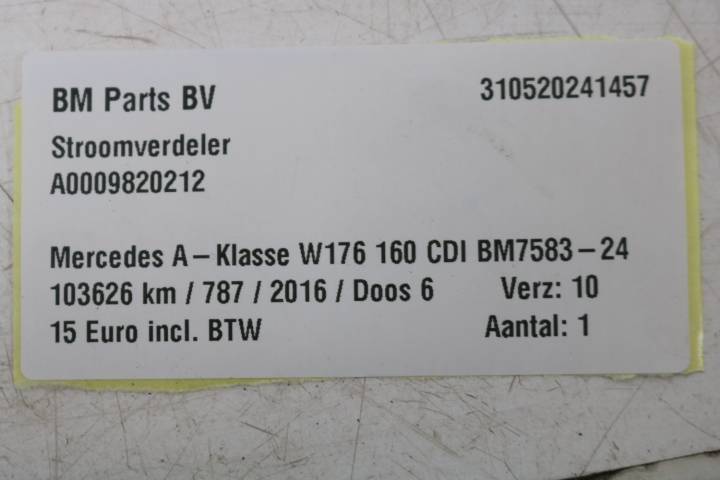 BM Parts BV 310520241457
Stroomverdeler
A0009820212
Mercedes A-Klasse W176 160 CDI BM7583-24
103626 km / 787 / 2016 / Doos 6 Verz: 10
15 Euro incl. BTW Aantal: 1